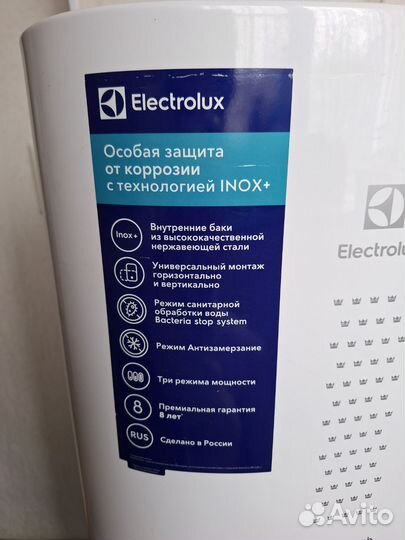 Electrolux
Особая защита
от коррозии
с технологией INOX+
Inox+
Внутренние баки
из высококачественной
нержавеющей стали
Универсальный монтаж
горизонтально
и вертикально
Режим санитарной
обработки воды
Bacteria stop system
Режим Антизамерзание
Три режима мощности
8
Премиальная гарантия
8 лет
RUS
Сделано в России
Electrolux
Avito